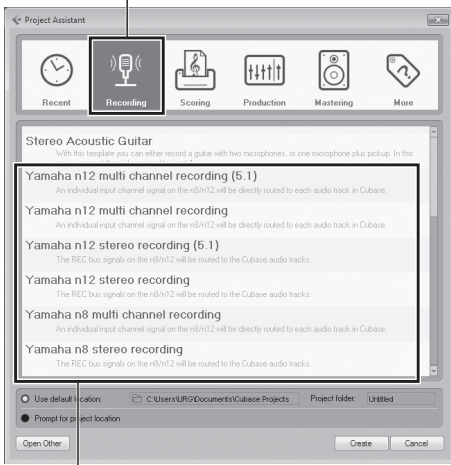 Project Assistant
Recent Recording Scoring Production Mastering More
Stereo Acoustic Guitar
With this template you can either record a guitar with two microphones, or one microphone plus pickup. In this
Yamaha n12 multi channel recording (5.1)
An individual input channel signal on the n8/n12 will be directly routed to each audio track in Cubase.
Yamaha n12 multi channel recording
An individual input channel signal on the n8/n12 will be directly routed to each audio track in Cubase.
Yamaha n12 stereo recording (5.1)
The REC bus signals on the n8/n12 will be routed to the Cubase audio tracks.
Yamaha n12 stereo recording
The REC bus signals on the n8/n12 will be routed to the Cubase audio tracks.
Yamaha n8 multi channel recording
An individual input channel signal on the n8/n12 will be directly routed to each audio track in Cubase.
Yamaha n8 stereo recording
The REC bus signals on the n8/n12 will be routed to the Cubase audio tracks.
Use default location: C:\Users\URG\Documents\Cubase Projects Project folder: Untitled
Prompt for project location
Open Other Create Cancel